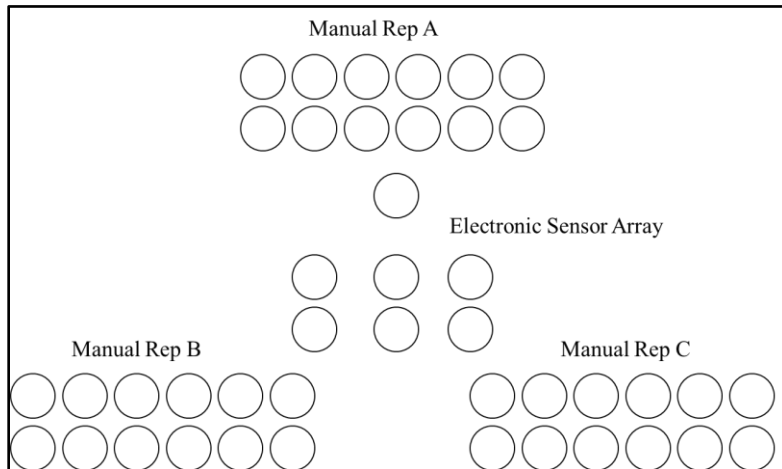 Manual Rep A
Electronic Sensor Array
Manual Rep B
Manual Rep C